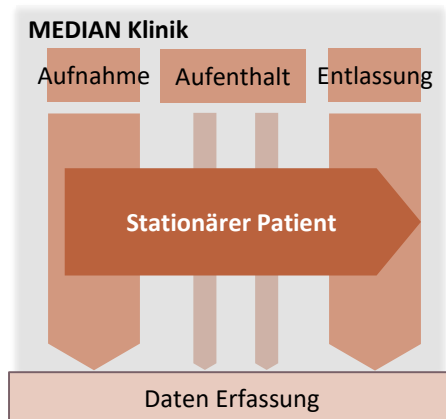 MEDIAN Klinik
Aufnahme Aufenthalt Entlassung
Stationärer Patient
Daten Erfassung